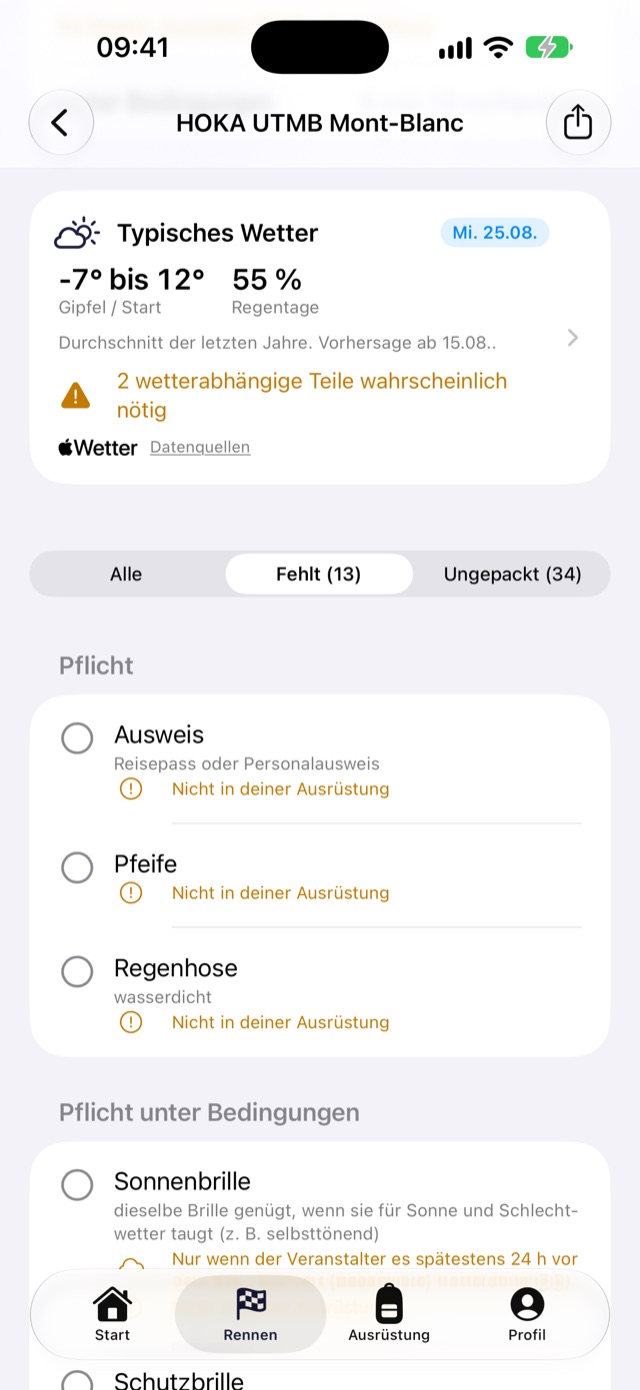 09:41
HOKA UTMB Mont-Blanc
Typisches Wetter
Mi. 25.08.
-7° bis 12°
55 %
Gipfel / Start
Regentage
Durchschnitt der letzten Jahre. Vorhersage ab 15.08..
2 wetterabhängige Teile wahrscheinlich
nötig
Wetter
Datenquellen
Alle
Fehlt (13)
Ungepackt (34)
Pflicht
Ausweis
Reisepass oder Personalausweis
Nicht in deiner Ausrüstung
Pfeife
Nicht in deiner Ausrüstung
Regenhose
wasserdicht
Nicht in deiner Ausrüstung
Pflicht unter Bedingungen
Sonnenbrille
dieselbe Brille genügt, wenn sie für Sonne und Schlecht-
wetter taugt (z. B. selbsttönend)
Nur wenn der Veranstalter es spätestens 24 h vor
Start
Rennen
Ausrüstung
Profil
Schutzbrille